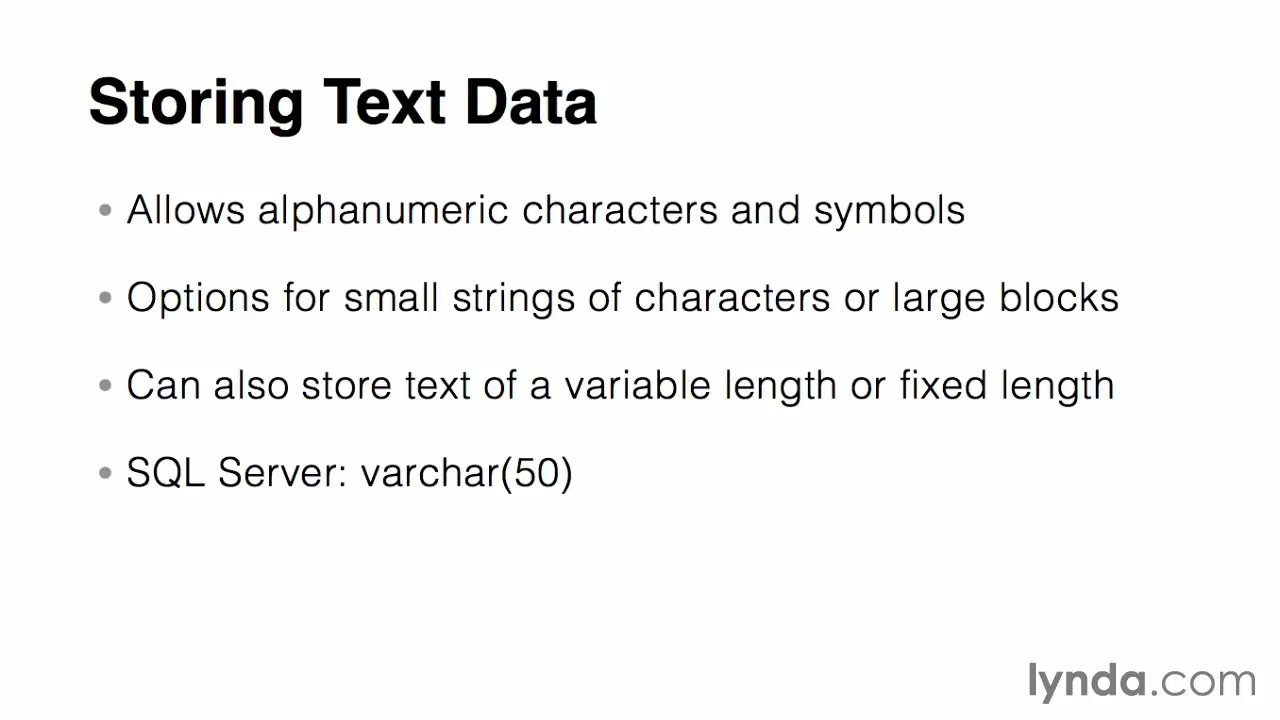 Storing Text Data
• Allows alphanumeric characters and symbols
• Options for small strings of characters or large blocks
• Can also store text of a variable length or fixed length
• SQL Server: varchar(50)
lynda.com